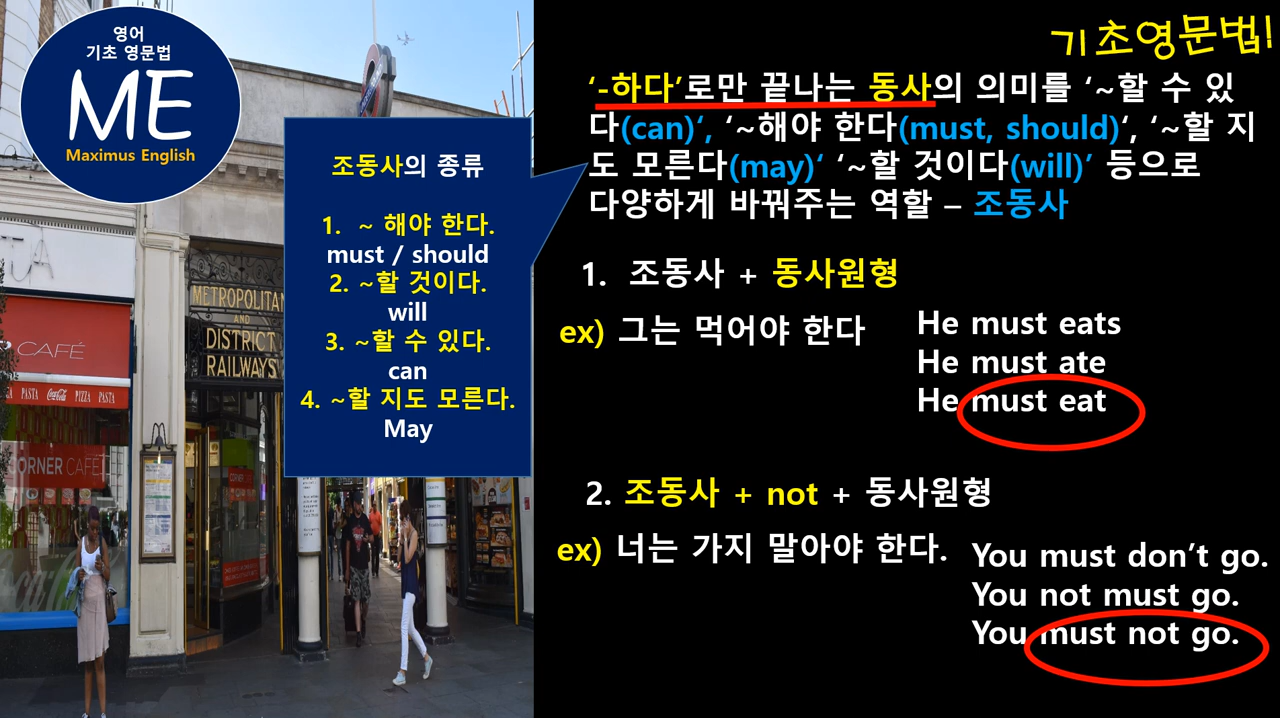 영어
기초 영문법
ME
Maximus English
METROPOLITAN
AND
DISTRICT
RAILWAYS
CAFÉ
PASTA
Coca-Cola
PIZZA
PASTA
CORNER CAFÉ
조동사의 종류
1. ~ 해야 한다.
must / should
2. ~할 것이다.
will
3. ~할 수 있다.
can
4. ~할 지도 모른다.
May
기초영문법!
‘-하다’로만 끝나는 동사의 의미를 ‘~할 수 있
다(can)‘, ‘~해야 한다(must, should)‘, ‘~할 지
도 모른다(may)‘ ‘~할 것이다(will)’ 등으로
다양하게 바꿔주는 역할 – 조동사
1. 조동사 + 동사원형
ex) 그는 먹어야 한다
He must eats
He must ate
He must eat
2. 조동사 + not + 동사원형
ex) 너는 가지 말아야 한다.
You must don’t go.
You not must go.
You must not go.